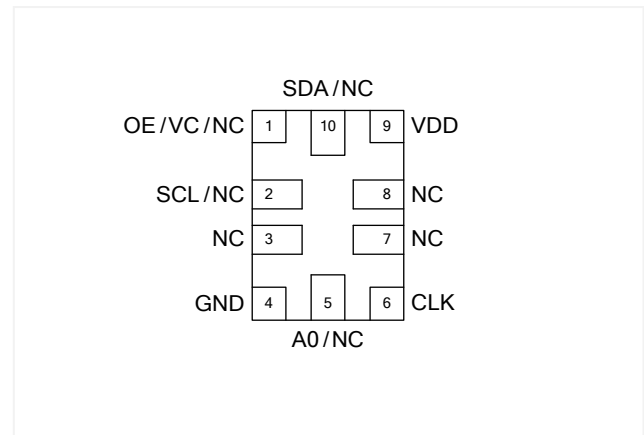 SDA/NC
OE/VC/NC 1 10 9 VDD
SCL/NC 2 8 NC
NC 3 7 NC
GND 4 5 6 CLK
A0/NC